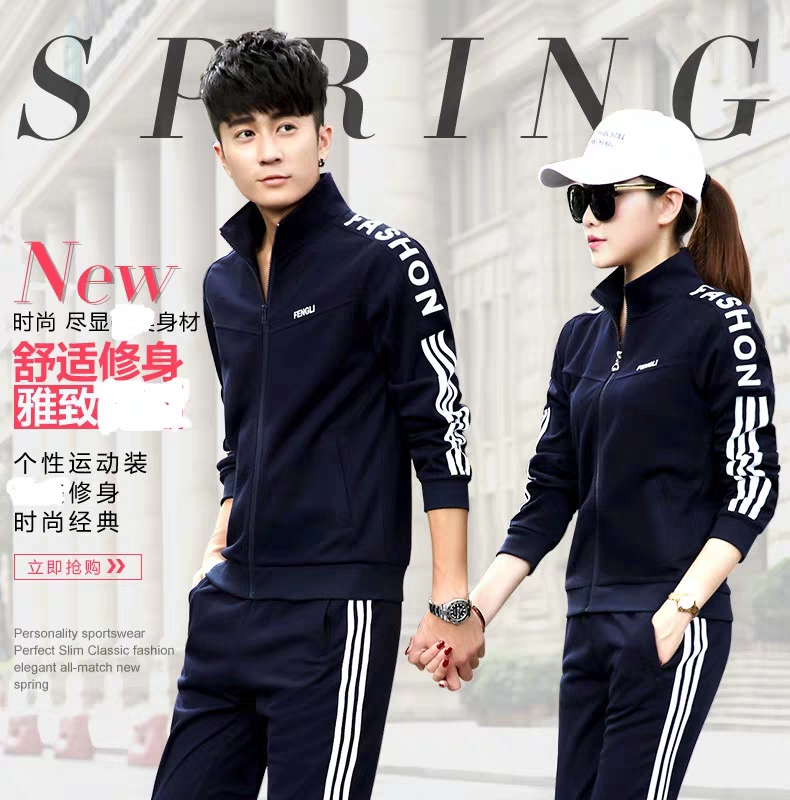 SPRING
New
时尚 尽显 身材
舒适修身
雅致
个性运动装
修身
时尚经典
立即抢购
Personality sportswear
Perfect Slim Classic fashion
elegant all-match new
spring
FASHON
FENGLI
FASHON
FENGLI